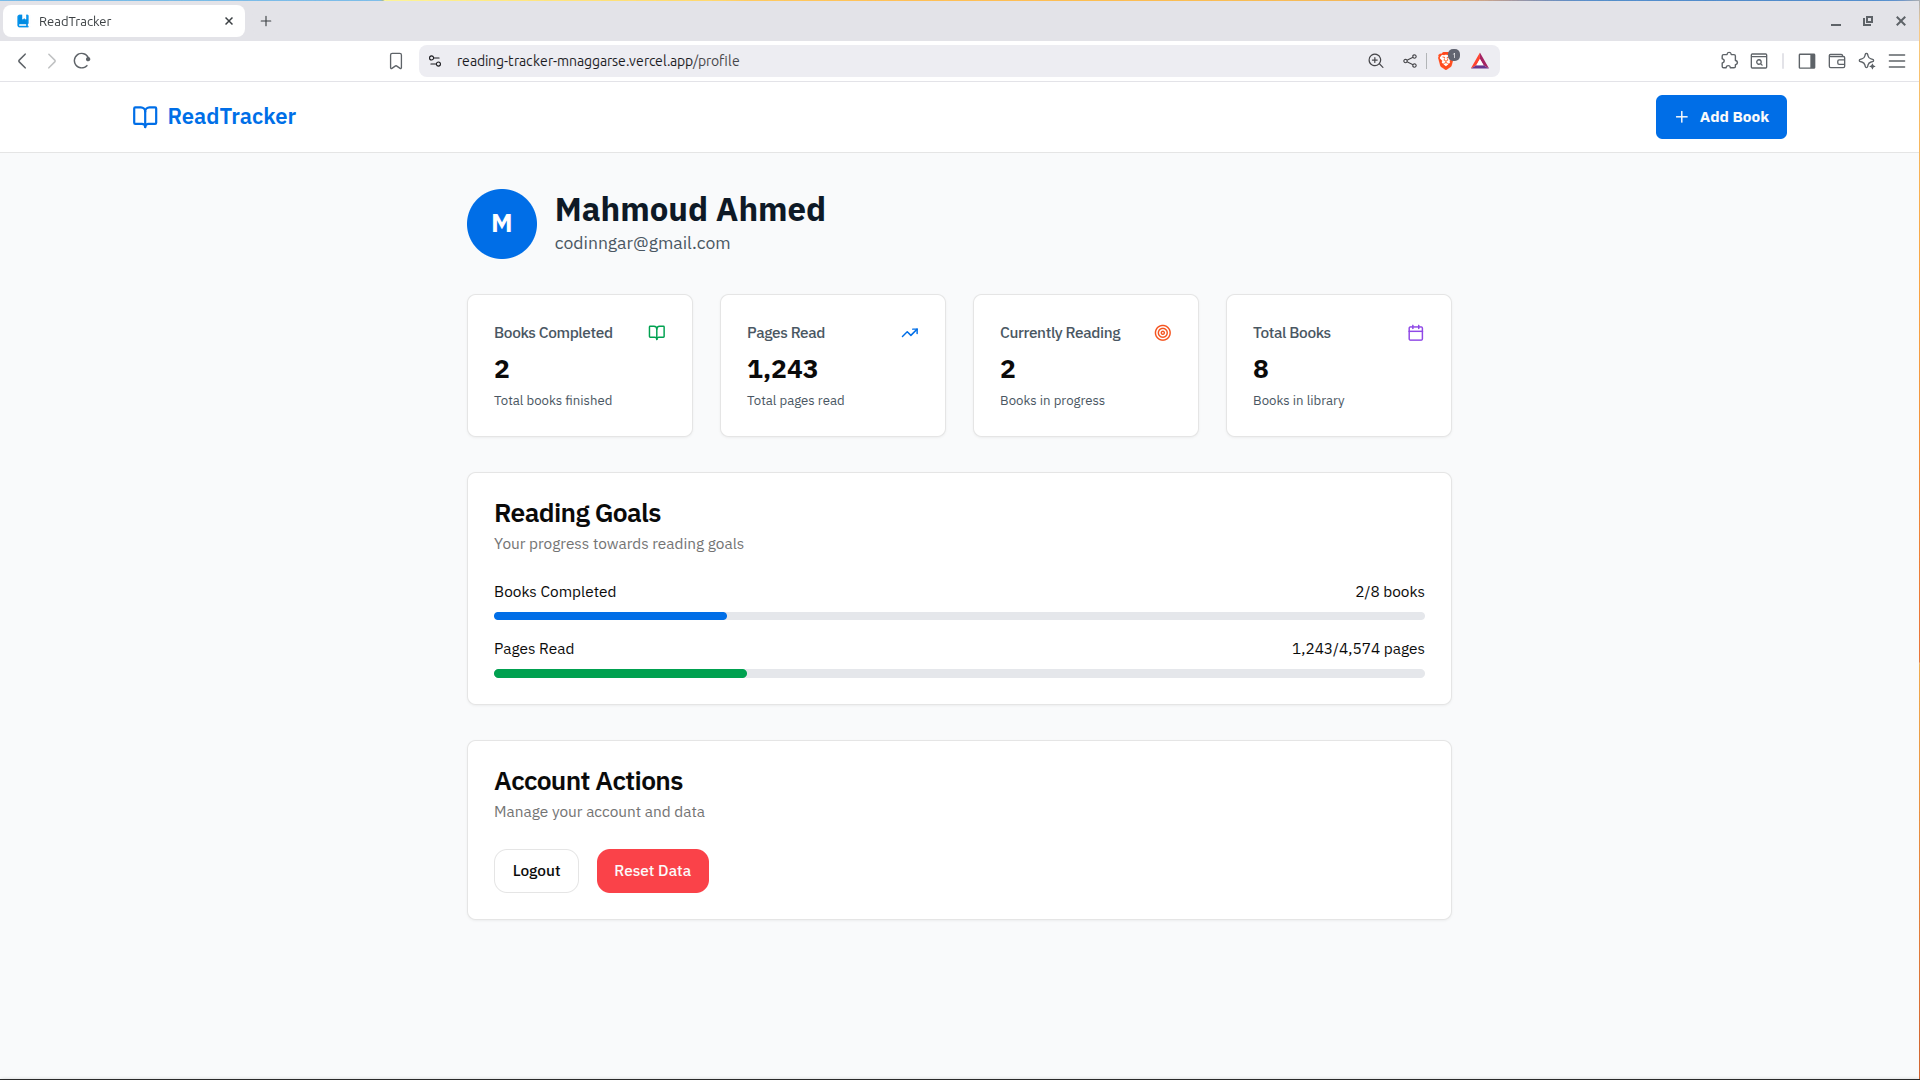 ReadTracker
reading-tracker-mnaggarse.vercel.app/profile
1
ReadTracker
Add Book
M
Mahmoud Ahmed
codinngar@gmail.com
Books Completed
2
Total books finished
Pages Read
1,243
Total pages read
Currently Reading
2
Books in progress
Total Books
8
Books in library
Reading Goals
Your progress towards reading goals
Books Completed 2/8 books
Pages Read 1,243/4,574 pages
Account Actions
Manage your account and data
Logout Reset Data